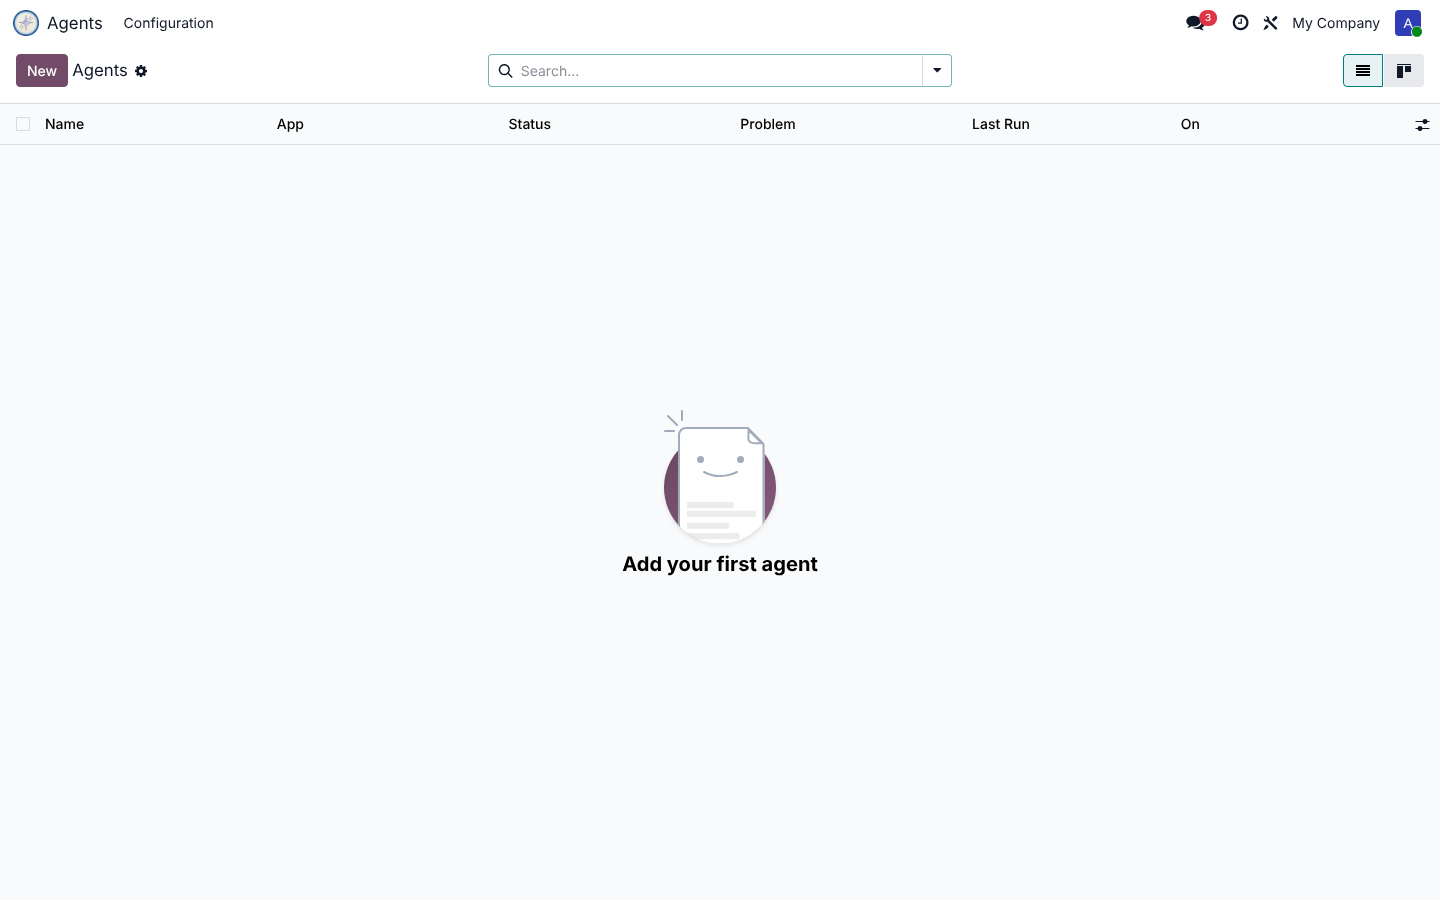 Agents Configuration 3 My Company A
New Agents Search...
Name App Status Problem Last Run On
Add your first agent